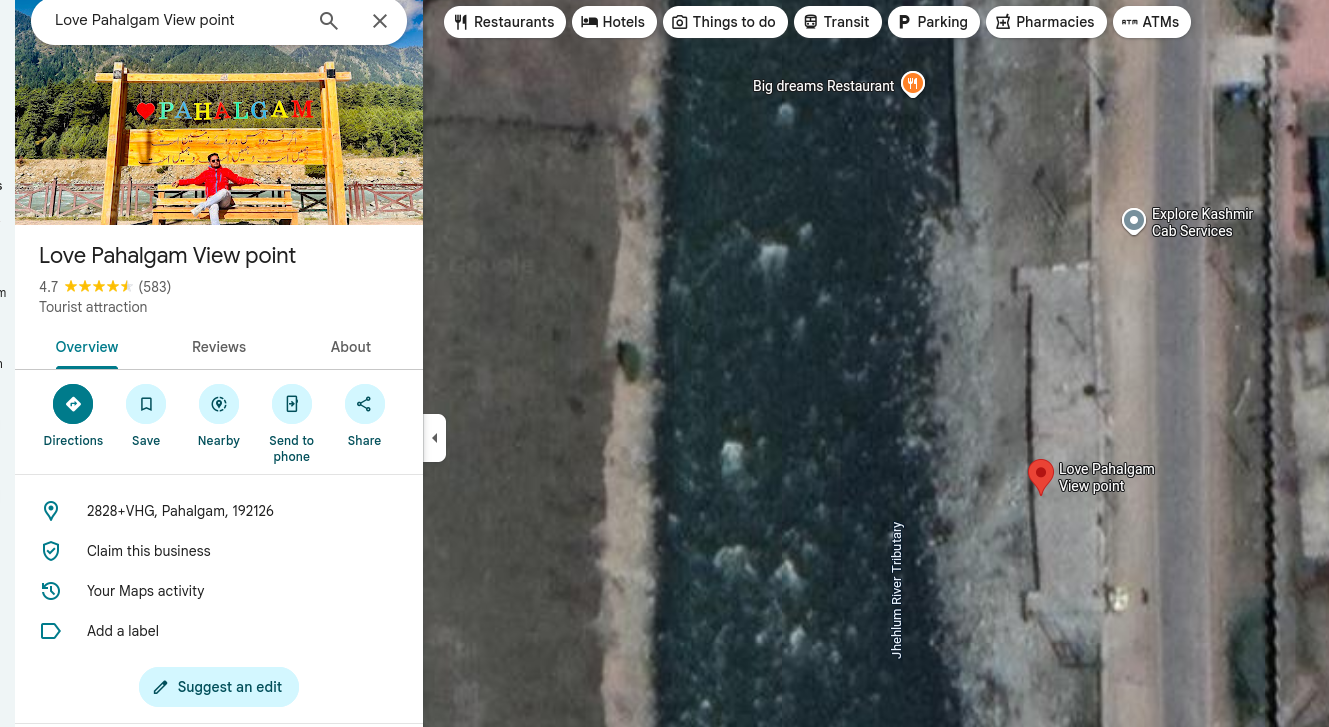 Love Pahalgam View point
Restaurants
Hotels
Things to do
Transit
Parking
Pharmacies
ATM ATMs
PAHALGAM
Love Pahalgam View point
4.7 (583)
Tourist attraction
Overview
Reviews
About
Directions
Save
Nearby
Send to
phone
Share
2828+VHG, Pahalgam, 192126
Claim this business
Your Maps activity
Add a label
Suggest an edit
Big dreams Restaurant
Explore Kashmir
Cab Services
Google
Love Pahalgam
View point
Jhehlum River Tributary